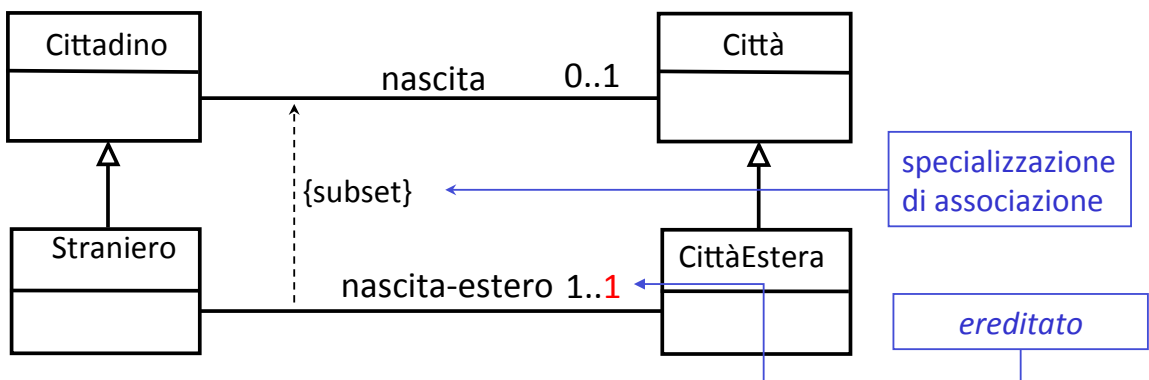 Cittadino
Città
nascita
0..1
{subset}
specializzazione
di associazione
Straniero
CittàEstera
nascita-estero
1..1
ereditato